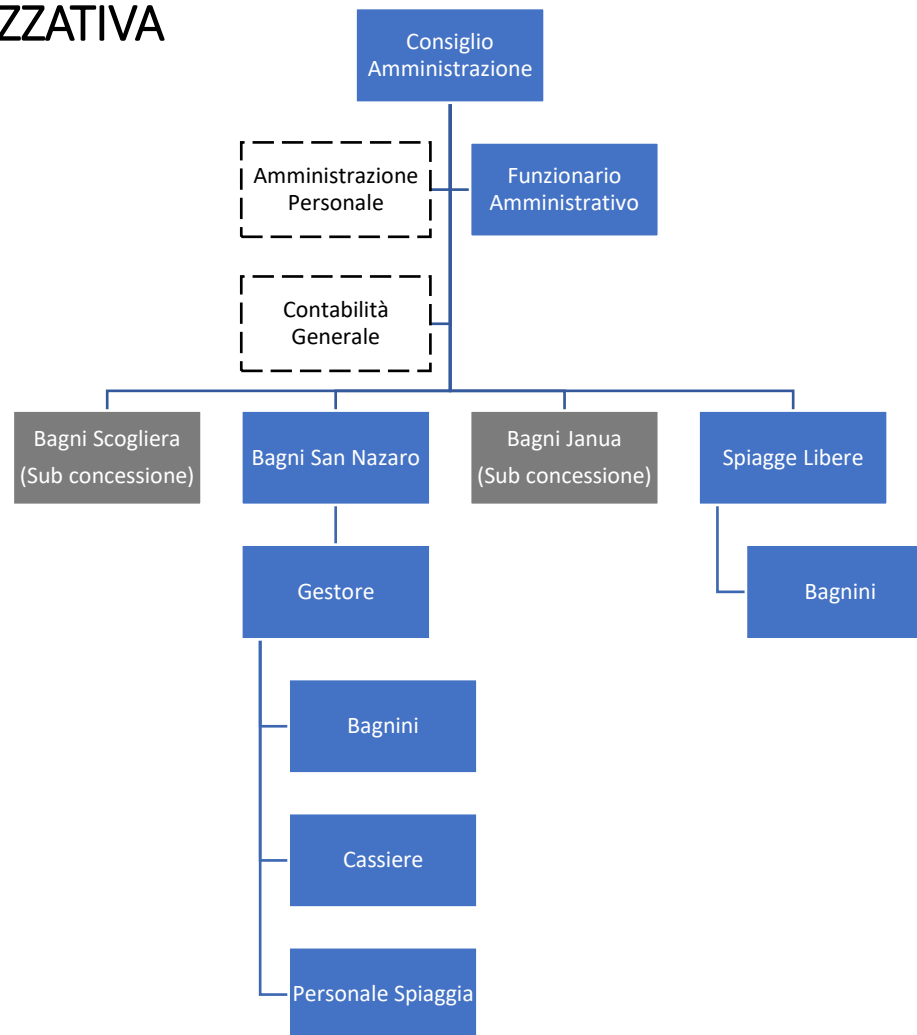 ZZATIVA
Consiglio
Amministrazione
Amministrazione
Personale
Funzionario
Amministrativo
Contabilità
Generale
Bagni Scogliera
(Sub concessione)
Bagni San Nazaro
Bagni Janua
(Sub concessione)
Spiagge Libere
Gestore
Bagnini
Bagnini
Cassiere
Personale Spiaggia